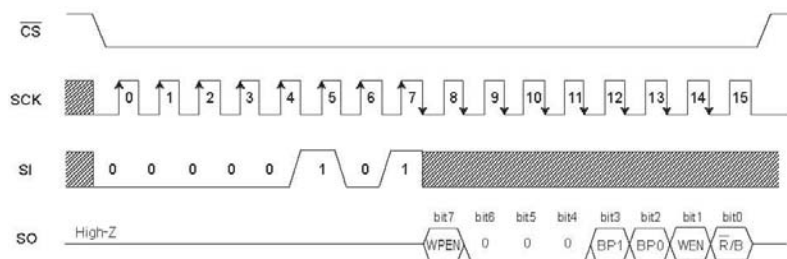 CS
SCK 0 1 2 3 4 5 6 7 8 9 10 11 12 13 14 15
SI 0 0 0 0 0 1 0 1
bit7 bit6 bit5 bit4 bit3 bit2 bit1 bit0
SO High-Z WPEN 0 0 0 BP1 BP0 WEN R/B